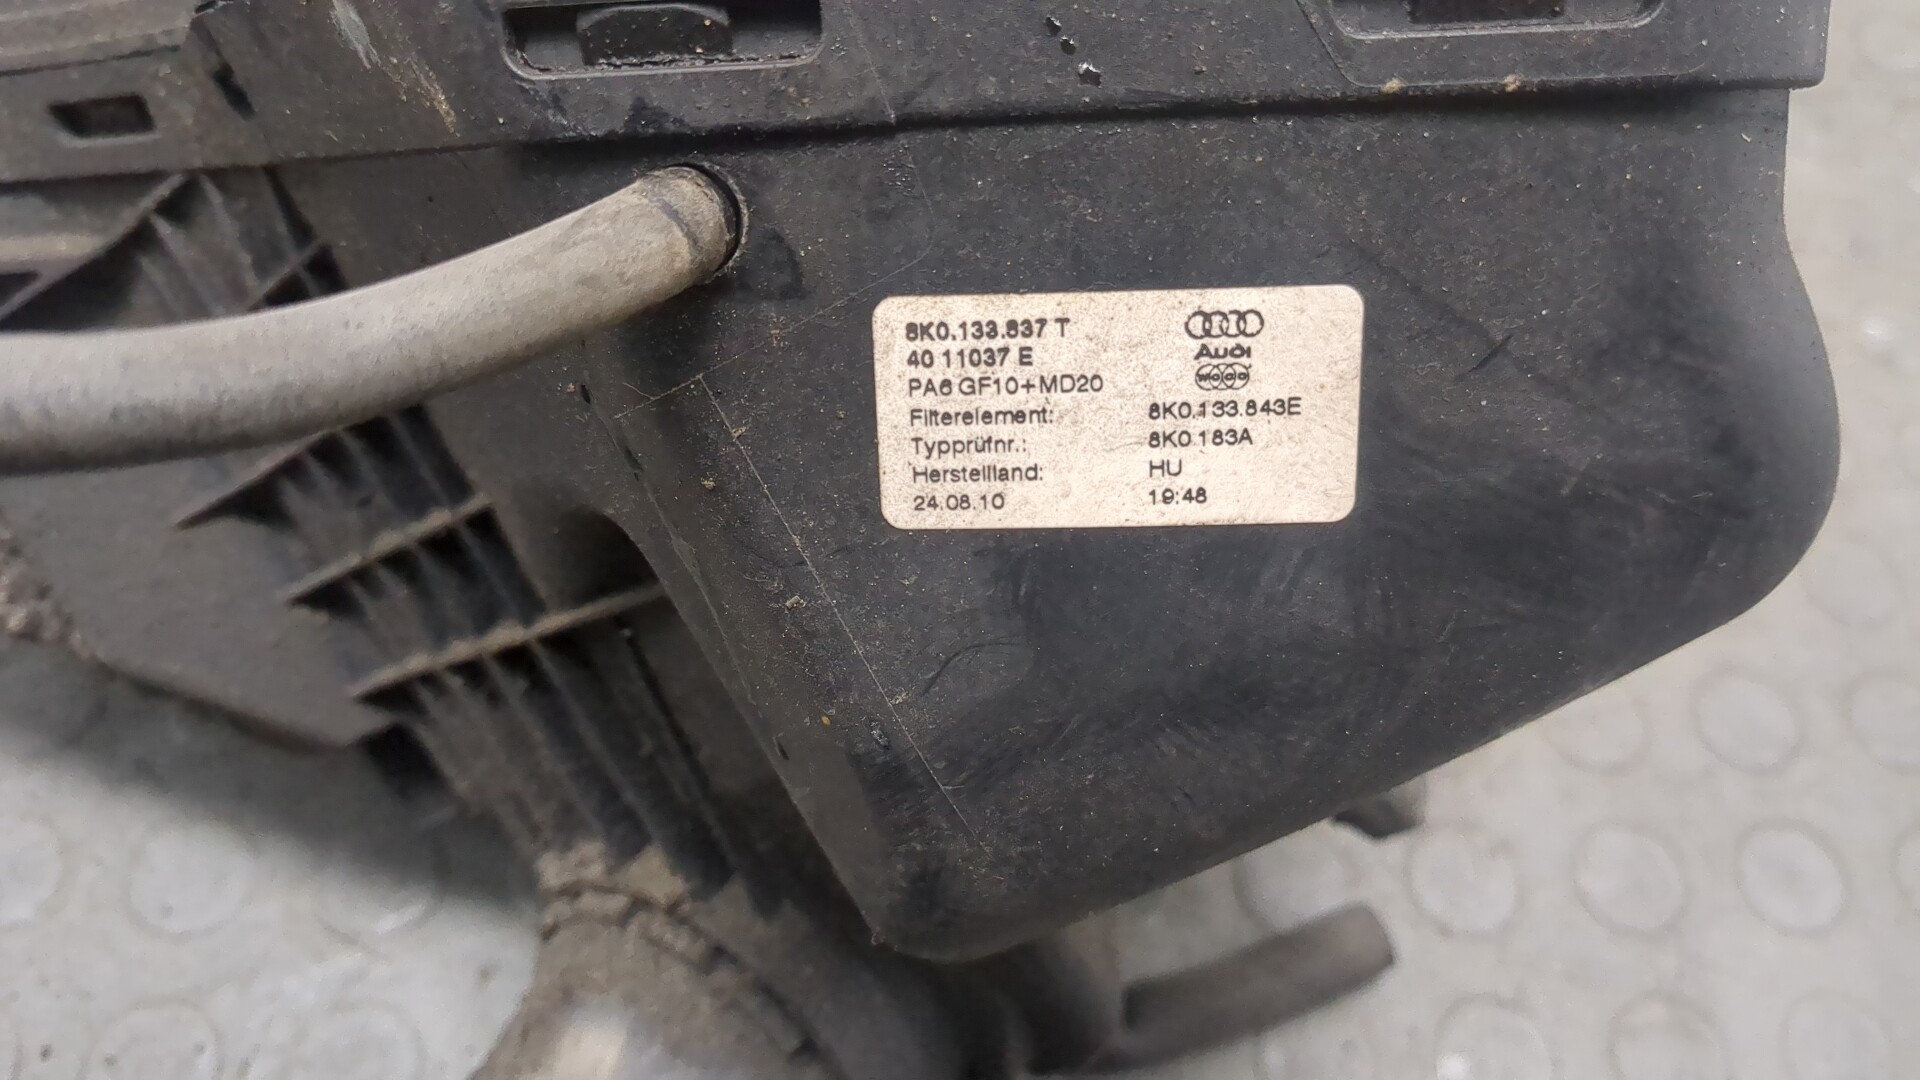 8K0.133.837 T
40 11037 E
Audi
PA6 GF10+MD20
Filterelement: 8K0.133.843E
Typprüfnr.: 8K0 183A
Herstellland: HU
24.08.10 19:48